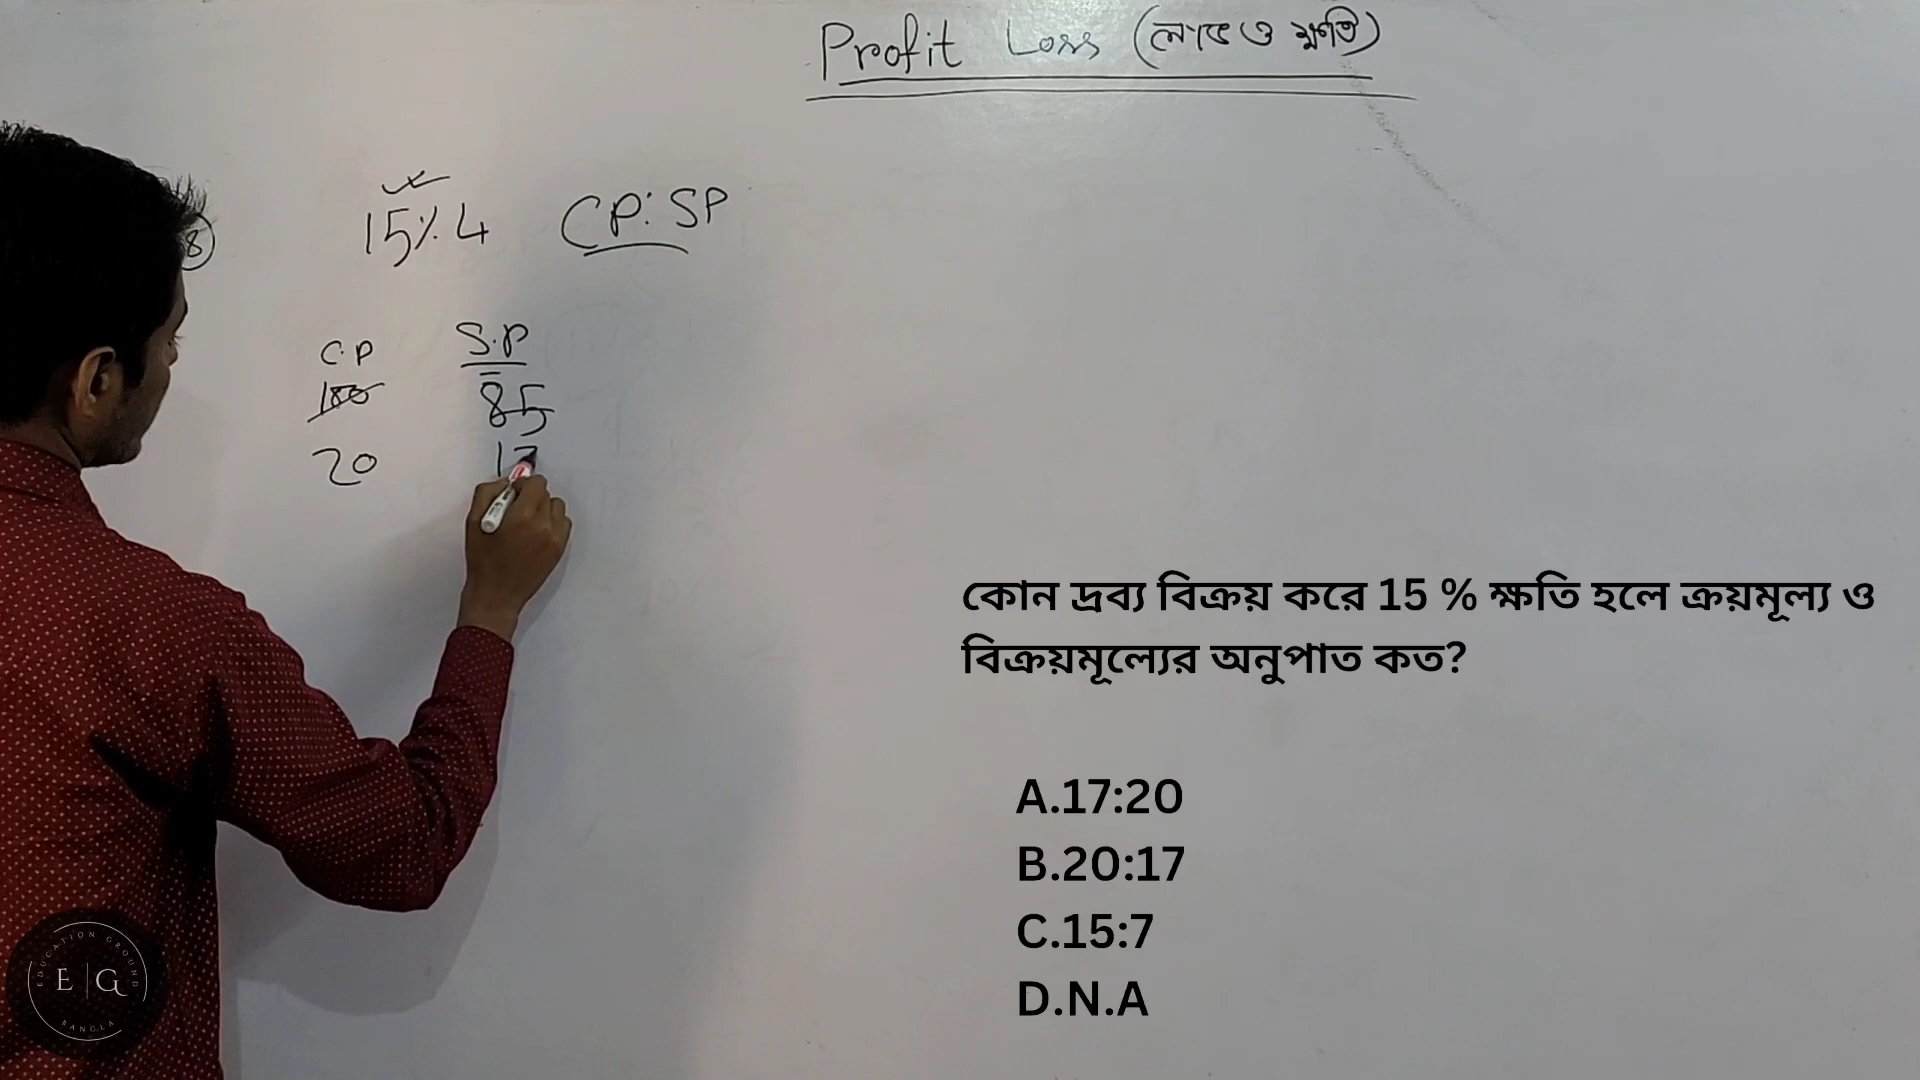 Profit Loss (লাভ ও ক্ষতি)
8
15% L CP:SP
C.P S.P
100 85
20 17
কোন দ্রব্য বিক্রয় করে 15 % ক্ষতি হলে ক্রয়মূল্য ও
বিক্রয়মূল্যের অনুপাত কত?
A.17:20
B.20:17
C.15:7
D.N.A
EDUCATION GROUND
E G
BANGLA